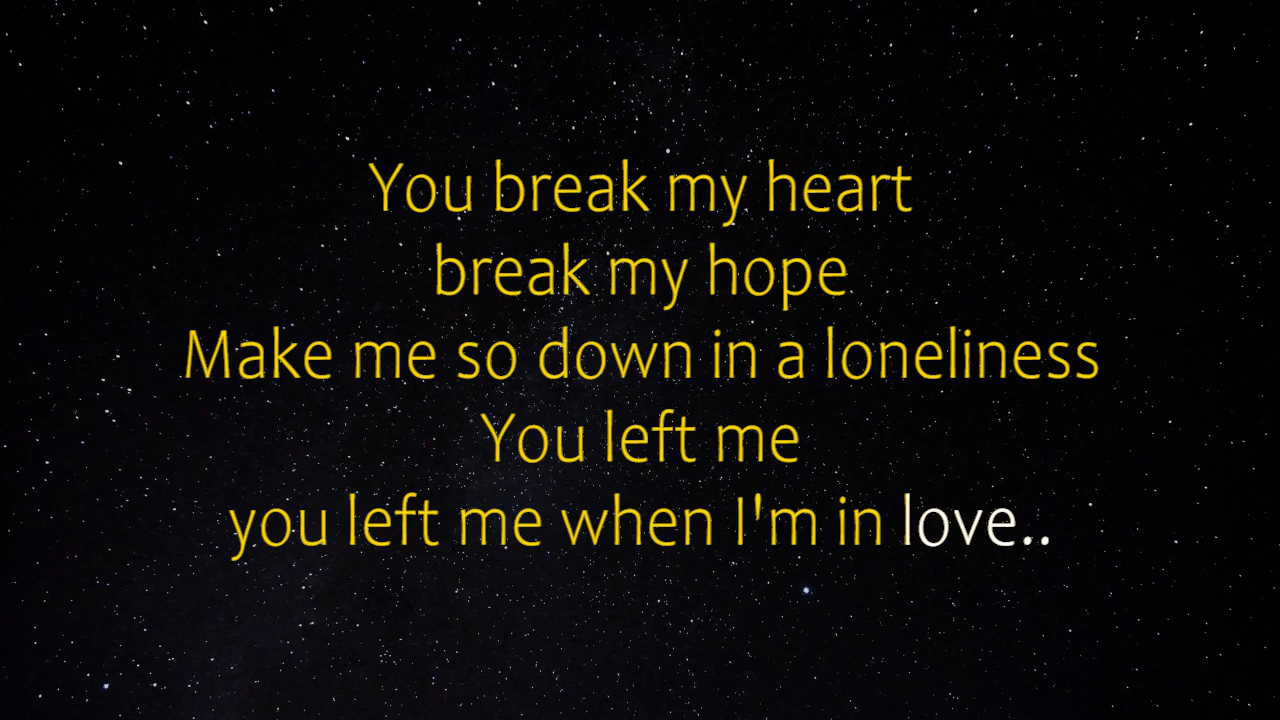 You break my heart
break my hope
Make me so down in a loneliness
You left me
you left me when I'm in love..